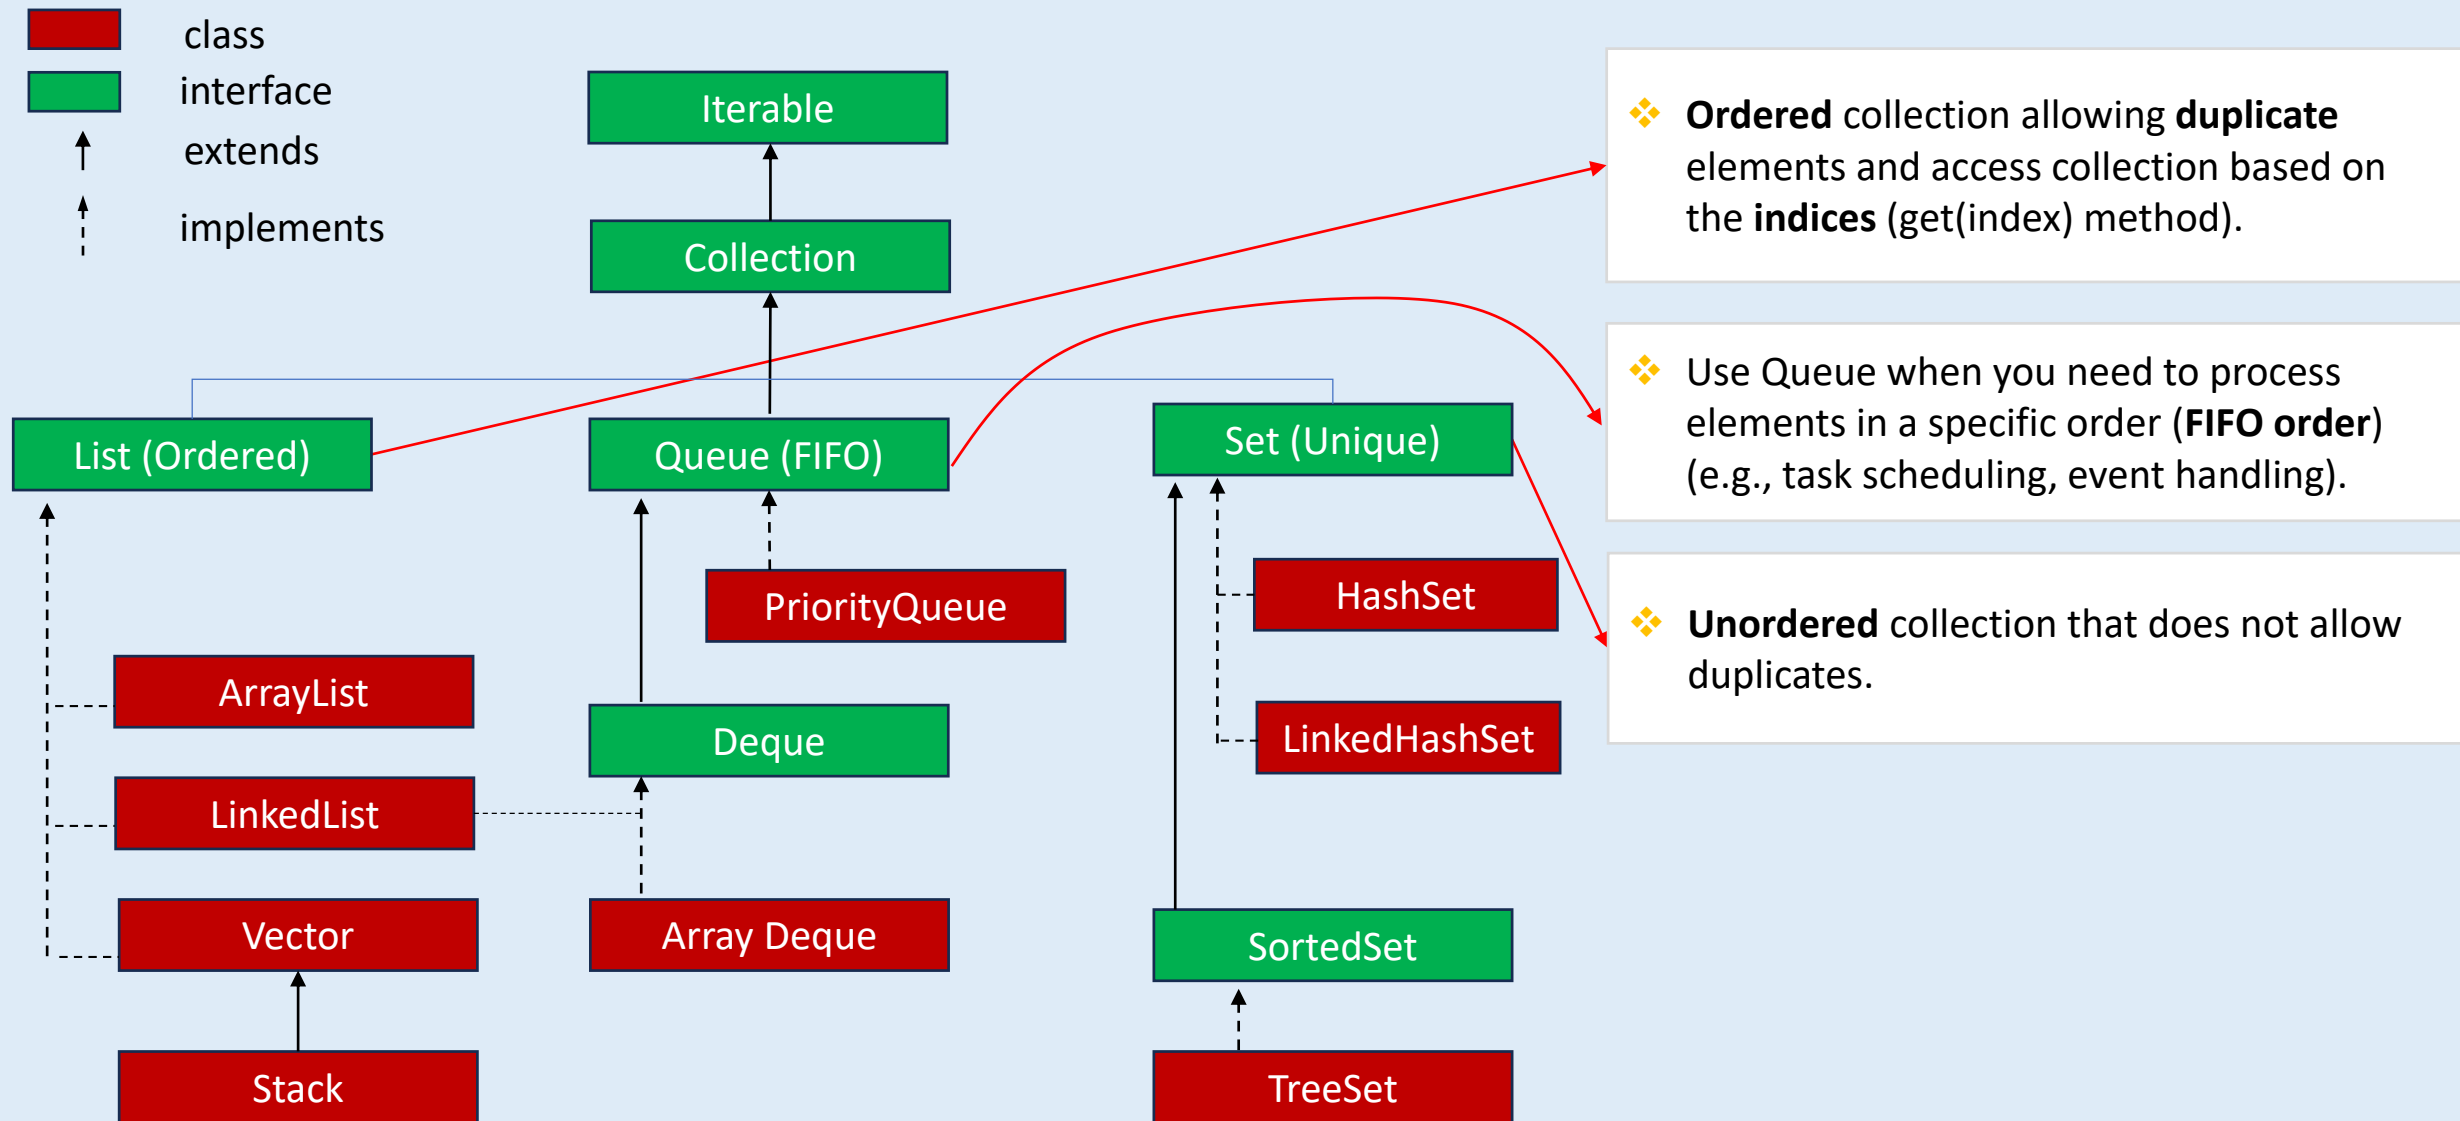 class
interface
extends
implements
Iterable
Collection
List (Ordered)
Queue (FIFO)
Set (Unique)
PriorityQueue
HashSet
ArrayList
Deque
LinkedHashSet
LinkedList
Vector
Array Deque
SortedSet
Stack
TreeSet
Ordered collection allowing duplicate
elements and access collection based on
the indices (get(index) method).
Use Queue when you need to process
elements in a specific order (FIFO order)
(e.g., task scheduling, event handling).
Unordered collection that does not allow
duplicates.